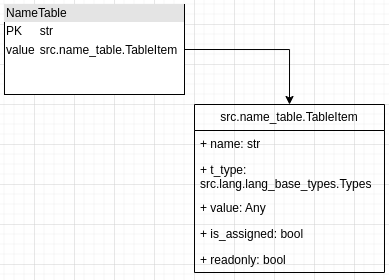 NameTable
PK str
value src.name_table.TableItem
src.name_table.TableItem
+ name: str
+ t_type:
src.lang.lang_base_types.Types
+ value: Any
+ is_assigned: bool
+ readonly: bool